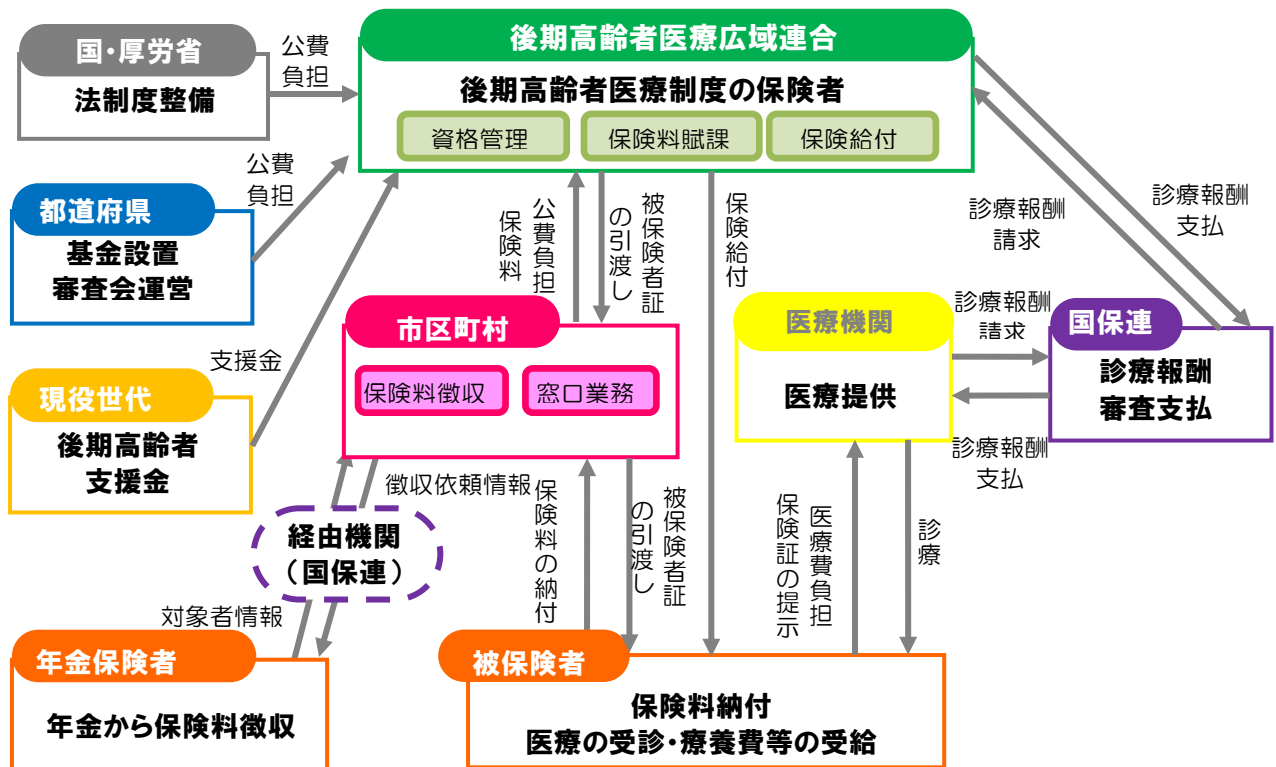 国・厚労省
法制度整備
公費
負担
後期高齢者医療広域連合
後期高齢者医療制度の保険者
資格管理
保険料賦課
保険給付
都道府県
基金設置
審査会運営
公費
負担
現役世代
後期高齢者
支援金
支援金
公費負担
保険料
被保険者証
の引渡し
保険給付
診療報酬
請求
診療報酬
支払
市区町村
保険料徴収
窓口業務
医療機関
医療提供
診療報酬
請求
国保連
診療報酬
審査支払
診療報酬
支払
徴収依頼情報
経由機関
（国保連）
対象者情報
保険料の納付
被保険者証
の引渡し
医療費負担
保険証の提示
診療
年金保険者
年金から保険料徴収
被保険者
保険料納付
医療の受診・療養費等の受給